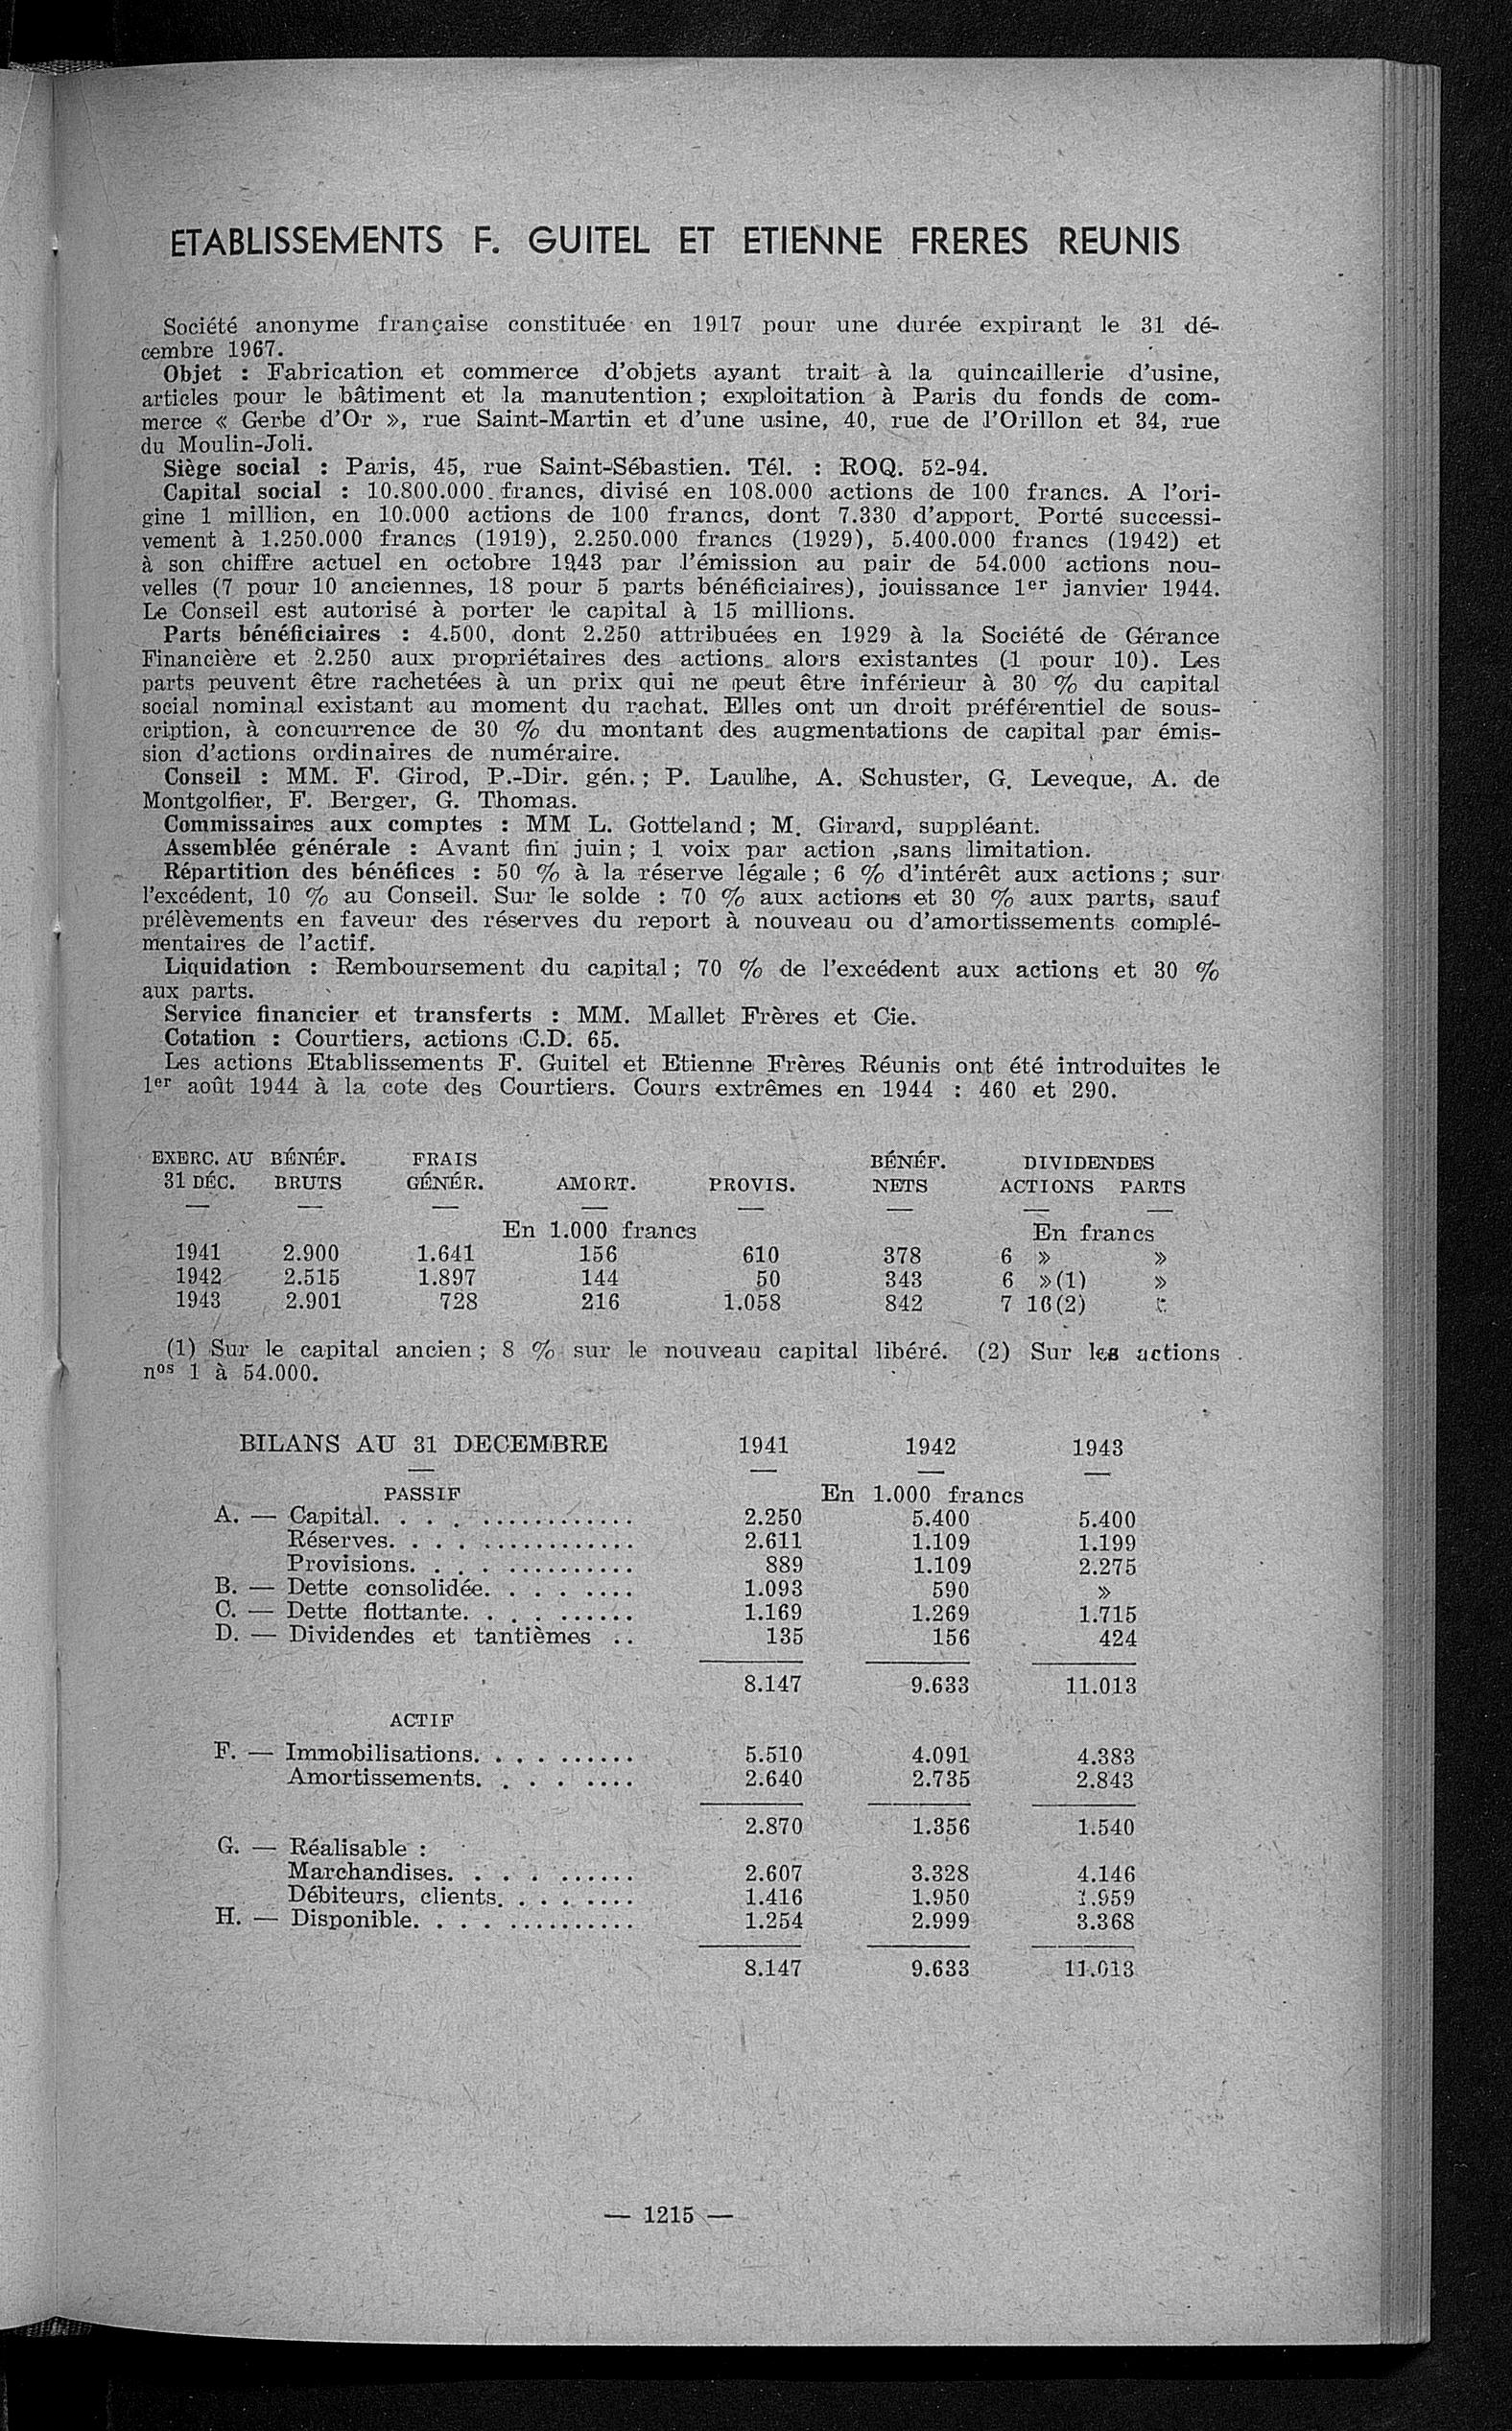 ETABLISSEMENTS F. GUITEL ET ETIENNE FRERES REUNIS
Société anonyme française constituée en 1917 pour une durée expirant le 31 dé-
cembre 1967.
Objet : Fabrication et commerce d'objets ayant trait à la quincaillerie d'usine,
articles pour le bâtiment et la manutention ; exploitation à Paris du fonds de com-
merce « Gerbe d'Or », rue Saint-Martin et d'une usine, 40, rue de l'Orillon et 34, rue
du Moulin-Joli.
Siège social : Paris, 45, rue Saint-Sébastien. Tél. : ROQ. 52-94.
Capital social : 10.800.000 francs, divisé en 108.000 actions de 100 francs. A l'ori-
gine 1 million, en 10.000 actions de 100 francs, dont 7.330 d'apport. Porté successi-
vement à 1.250.000 francs (1919), 2.250.000 francs (1929), 5.400.000 francs (1942) et
à son chiffre actuel en octobre 1943 par l'émission au pair de 54.000 actions nou-
velles (7 pour 10 anciennes, 18 pour 5 parts bénéficiaires), jouissance 1er janvier 1944.
Le Conseil est autorisé à porter le capital à 15 millions.
Parts bénéficiaires : 4.500, dont 2.250 attribuées en 1929 à la Société de Gérance
Financière et 2.250 aux propriétaires des actions alors existantes (1 pour 10). Les
parts peuvent être rachetées à un prix qui ne peut être inférieur à 30 % du capital
social nominal existant au moment du rachat. Elles ont un droit préférentiel de sous-
cription, à concurrence de 30 % du montant des augmentations de capital par émis-
sion d'actions ordinaires de numéraire.
Conseil : MM. F. Girod, P.-Dir. gén. ; P. Laulhe, A. Schuster, G. Leveque, A. de
Montgolfier, F. Berger, G. Thomas.
Commissaires aux comptes : MM L. Gotteland ; M. Girard, suppléant.
Assemblée générale : Avant fin juin ; 1 voix par action ,sans limitation.
Répartition des bénéfices : 50 % à la réserve légale ; 6 % d'intérêt aux actions ; sur
l'excédent, 10 % au Conseil. Sur le solde : 70 % aux actions et 30 % aux parts, sauf
prélèvements en faveur des réserves du report à nouveau ou d'amortissements complé-
mentaires de l'actif.
Liquidation : Remboursement du capital ; 70 % de l'excédent aux actions et 30 %
aux parts.
Service financier et transferts : MM. Mallet Frères et Cie.
Cotation : Courtiers, actions C.D. 65.
Les actions Etablissements F. Guitel et Etienne Frères Réunis ont été introduites le
1er août 1944 à la cote des Courtiers. Cours extrêmes en 1944 : 460 et 290.
EXERC. AU BÉNÉF. FRAIS BÉNÉF. DIVIDENDES
31 DÉC. BRUTS GÉNÉR. AMORT. PROVIS. NETS ACTIONS PARTS
En 1.000 francs En francs
1941 2.900 1.641 156 610 378 6 » »
1942 2.515 1.897 144 50 343 6 »(1) »
1943 2.901 728 216 1.058 842 7 16(2)
(1) Sur le capital ancien ; 8 % sur le nouveau capital libéré. (2) Sur les actions
nos 1 à 54.000.
BILANS AU 31 DECEMBRE 1941 1942 1943
PASSIF En 1.000 francs
A. — Capital. . . . ............ 2.250 5.400 5.400
Réserves. . . . ............. 2.611 1.109 1.199
Provisions. . . . ........... 889 1.109 2.275
B. — Dette consolidée. . . . .... 1.093 590 »
C. — Dette flottante. . . . ...... 1.169 1.269 1.715
D. — Dividendes et tantièmes .. 135 156 424
8.147 9.633 11.013
ACTIF
F. — Immobilisations. . . . ...... 5.510 4.091 4.383
Amortissements. . . . .... 2.640 2.735 2.843
2.870 1.356 1.540
G. — Réalisable :
Marchandises. . . . ...... 2.607 3.328 4.146
Débiteurs, clients. . . . .... 1.416 1.950 1.959
H. — Disponible. . . . ........... 1.254 2.999 3.368
8.147 9.633 11.013
— 1215 —